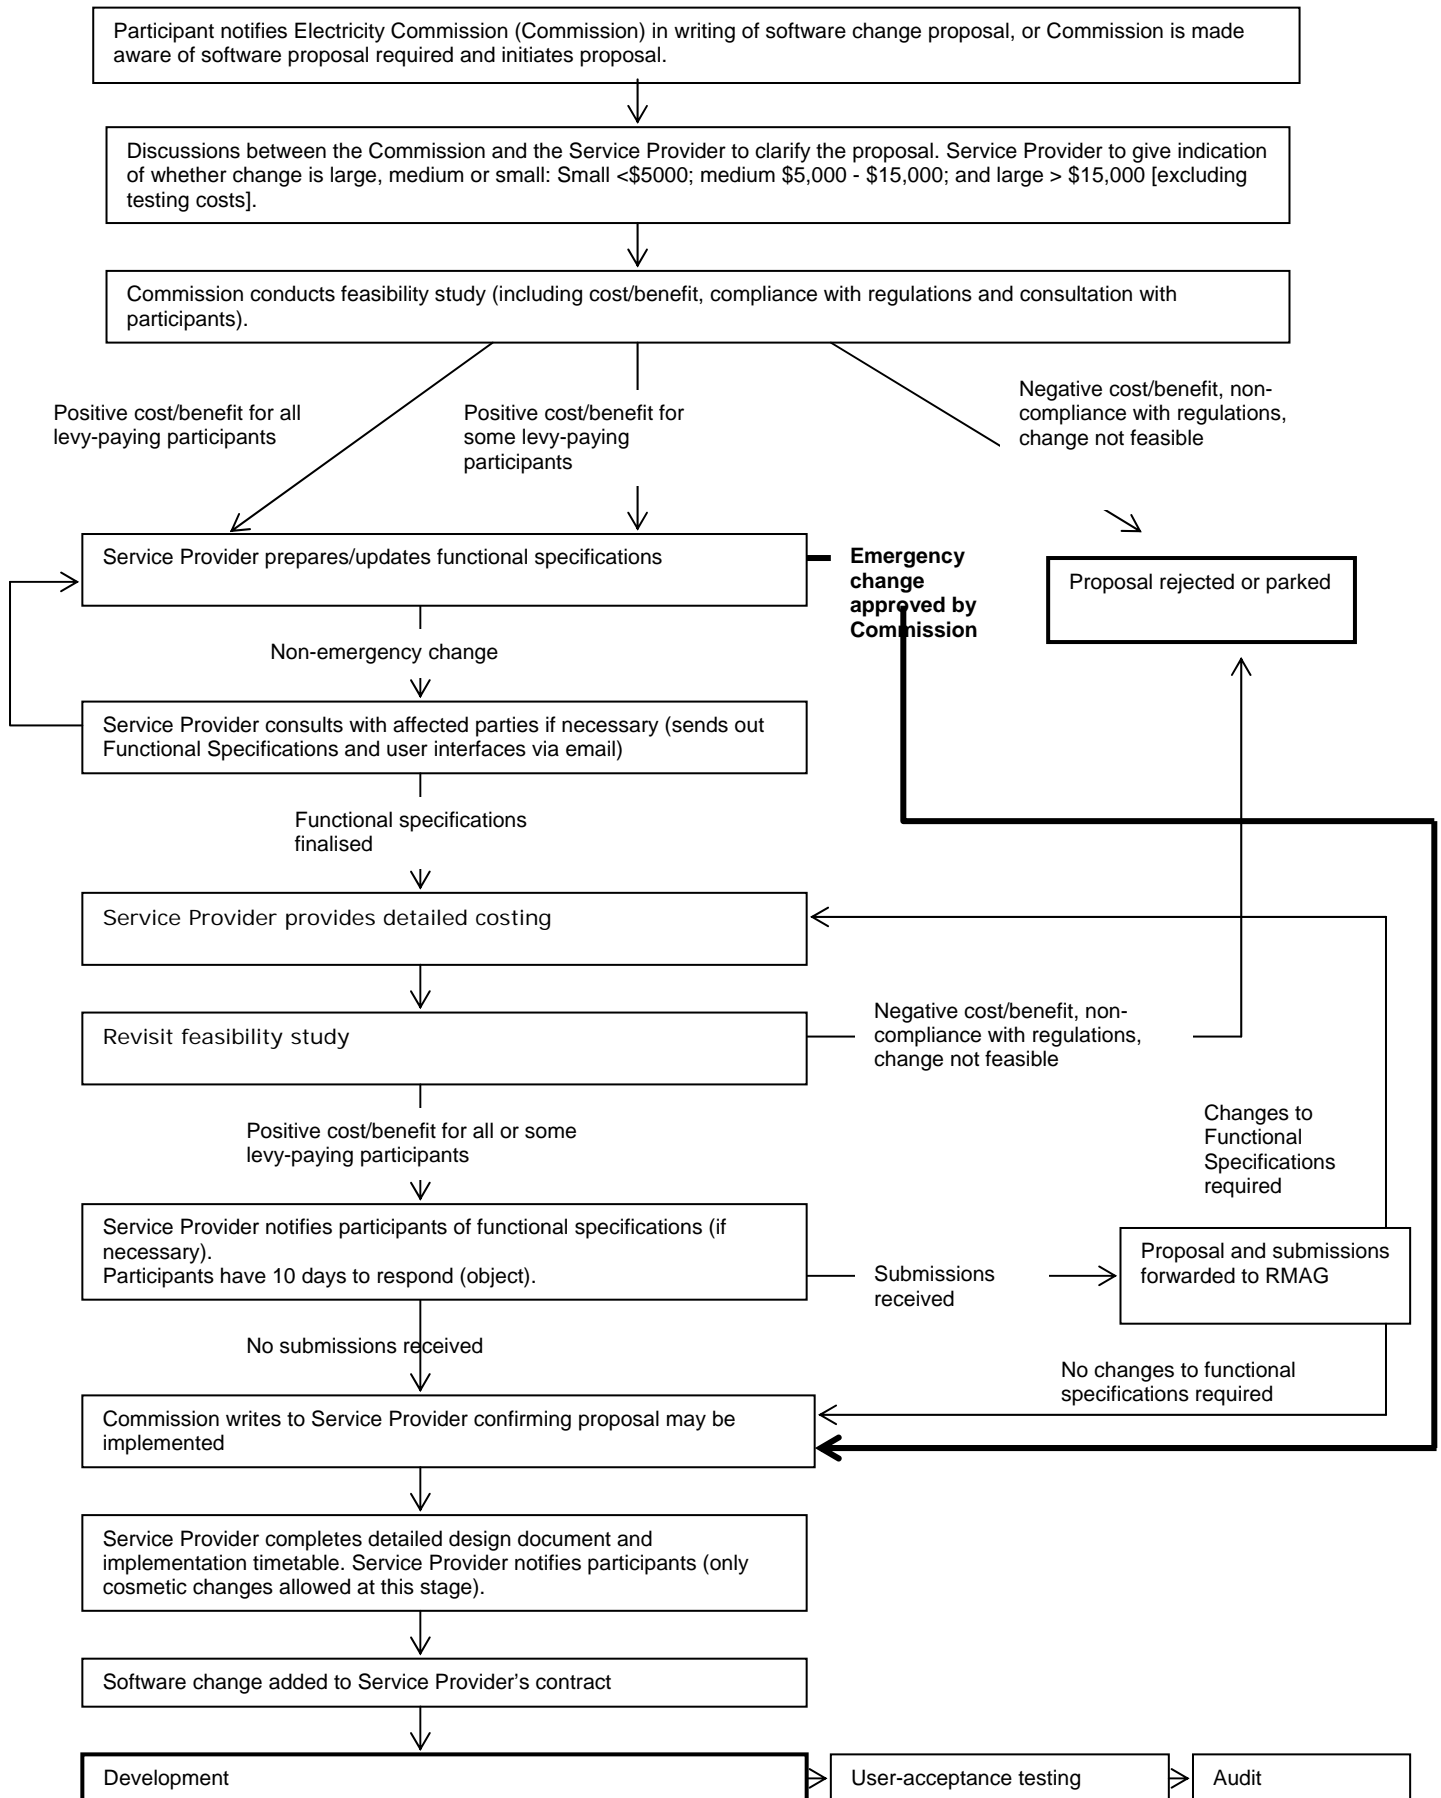 Participant notifies Electricity Commission (Commission) in writing of software change proposal, or Commission is made
aware of software proposal required and initiates proposal.
Discussions between the Commission and the Service Provider to clarify the proposal. Service Provider to give indication
of whether change is large, medium or small: Small <$5000; medium $5,000 - $15,000; and large > $15,000 [excluding
testing costs].
Commission conducts feasibility study (including cost/benefit, compliance with regulations and consultation with
participants).
Positive cost/benefit for all
levy-paying participants
Positive cost/benefit for
some levy-paying
participants
Negative cost/benefit, non-
compliance with regulations,
change not feasible
Service Provider prepares/updates functional specifications
Emergency
change
approved by
Commission
Proposal rejected or parked
Non-emergency change
Service Provider consults with affected parties if necessary (sends out
Functional Specifications and user interfaces via email)
Functional specifications
finalised
Service Provider provides detailed costing
Revisit feasibility study
Negative cost/benefit, non-
compliance with regulations,
change not feasible
Positive cost/benefit for all or some
levy-paying participants
Changes to
Functional
Specifications
required
Service Provider notifies participants of functional specifications (if
necessary).
Participants have 10 days to respond (object).
Submissions
received
Proposal and submissions
forwarded to RMAG
No submissions received
No changes to functional
specifications required
Commission writes to Service Provider confirming proposal may be
implemented
Service Provider completes detailed design document and
implementation timetable. Service Provider notifies participants (only
cosmetic changes allowed at this stage).
Software change added to Service Provider's contract
Development
User-acceptance testing
Audit